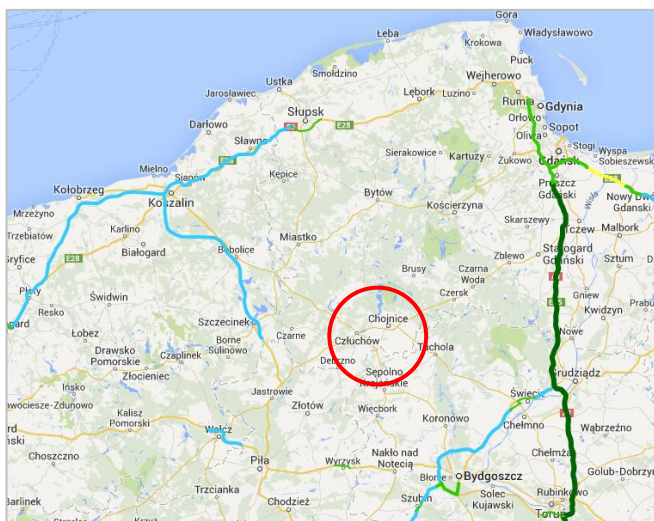 Góra
Łeba
Władysławowo
Krokowa
Puck
Smołdzino
Ustka
Wejherowo
Jarosławiec
Lębork
Luzino
Rumia
Gdynia
Słupsk
Orłowo
E28
Darłowo
Sopot
Sławno
Oliwa
Stogi
Wyspa
Sobieszewska
Sierakowice
Kartuzy
Żukowo
Gdańsk
Mielno
Sianów
Kępice
Pruszcz
Gdański
Kołobrzeg
Koszalin
Bytów
Nowy Dwór
Gdański
Wisła
Mrzeżyno
Kościerzyna
Skarszewy
Tczew
Malbork
Trzebiatów
Karlino
Miastko
Białogard
Bobolice
Zblewo
Starogard
Gdański
Sztum
Gryfice
E28
Brusy
Czarna
Woda
Płoty
Świdwin
Czersk
Gniew
Resko
Szczecinek
Chojnice
Kwidzyn
Łobez
Borne
Sulinowo
Czarne
Człuchów
Nowe
Drawsko
Pomorskie
Czaplinek
Debrzno
Tuchola
Złocieniec
Sępólno
Krajeńskie
Grudziądz
Ińsko
Jastrowie
Świecie
Złotów
Więcbork
Koronowo
Chełmno
Wąbrzeźno
Kalisz
Pomorski
Wałcz
Choszczno
Piła
Wyrzysk
Nakło nad
Notecią
Chełmża
Błonie
Bydgoszcz
Golub-Dobrzyń
Trzcianka
Szubin
Solec
Kujawski
Rubinkowo
Chodzież
Toruń